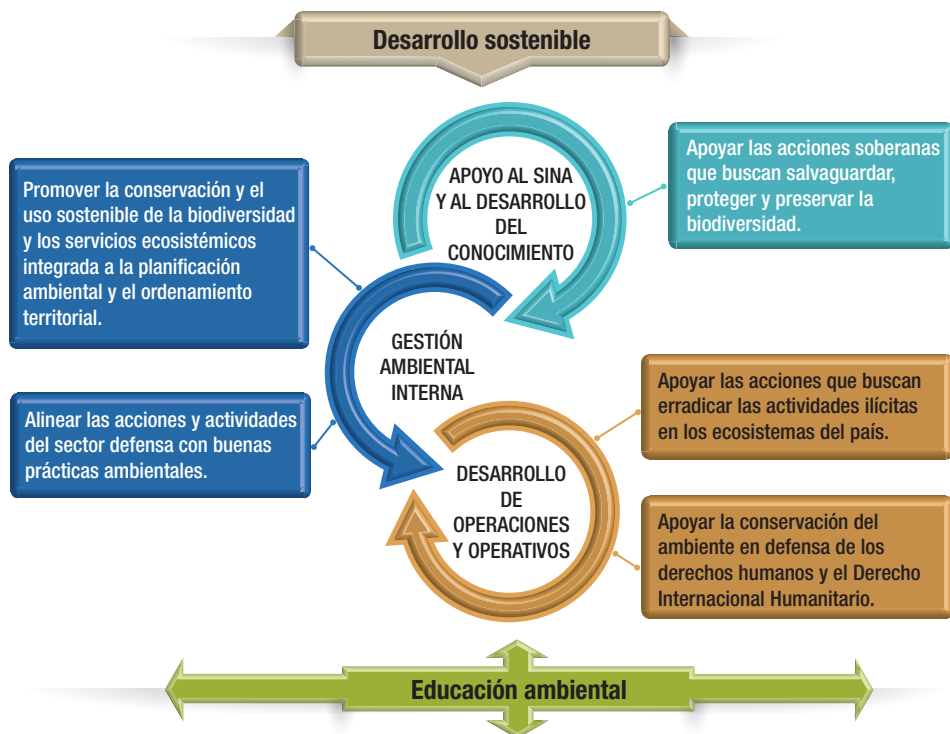 Desarrollo sostenible
APOYO AL SINA
Y AL DESARROLLO
DEL
CONOCIMIENTO
Apoyar las acciones soberanas
que buscan salvaguardar,
proteger y preservar la
biodiversidad.
Promover la conservación y el
uso sostenible de la biodiversidad
y los servicios ecosistémicos
integrada a la planificación
ambiental y el ordenamiento
territorial.
GESTIÓN
AMBIENTAL
INTERNA
Alinear las acciones y actividades
del sector defensa con buenas
prácticas ambientales.
Apoyar las acciones que buscan
erradicar las actividades ilícitas
en los ecosistemas del país.
DESARROLLO
DE
OPERACIONES
Y OPERATIVOS
Apoyar la conservación del
ambiente en defensa de los
derechos humanos y el Derecho
Internacional Humanitario.
Educación ambiental